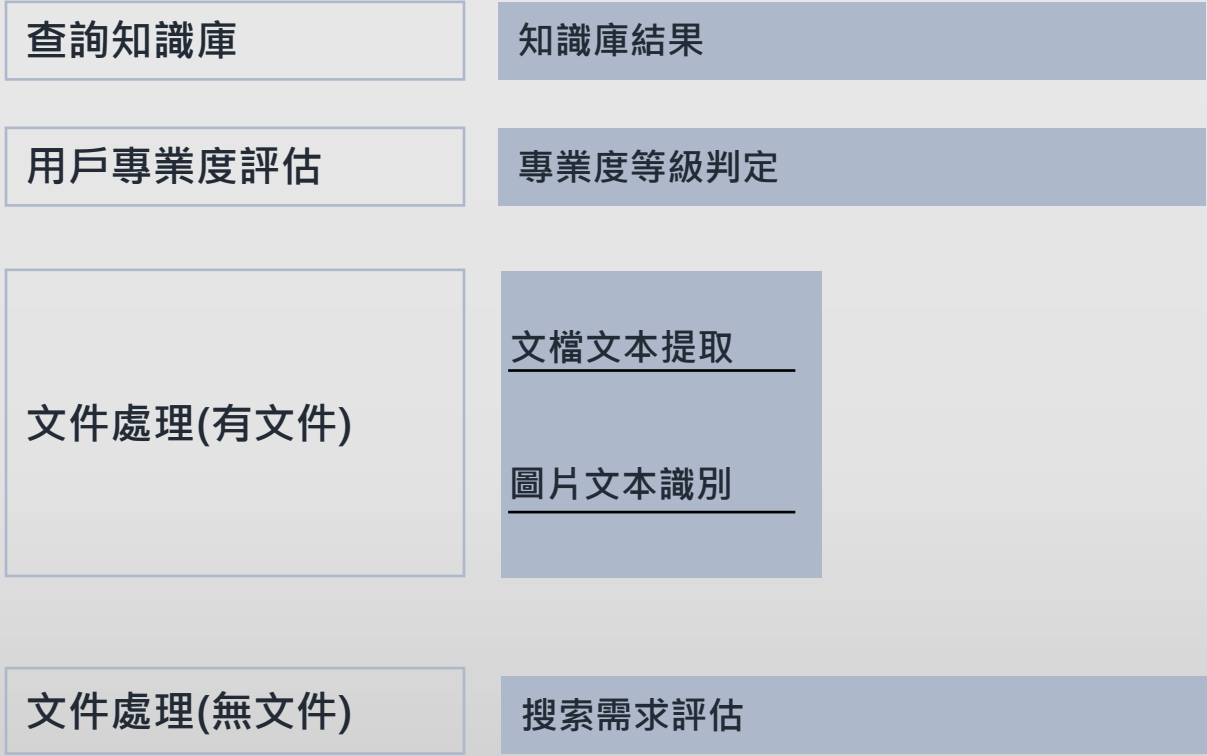 查詢知識庫
知識庫結果
用戶專業度評估
專業度等級判定
文件處理(有文件)
文檔文本提取
圖片文本識別
文件處理(無文件)
搜索需求評估